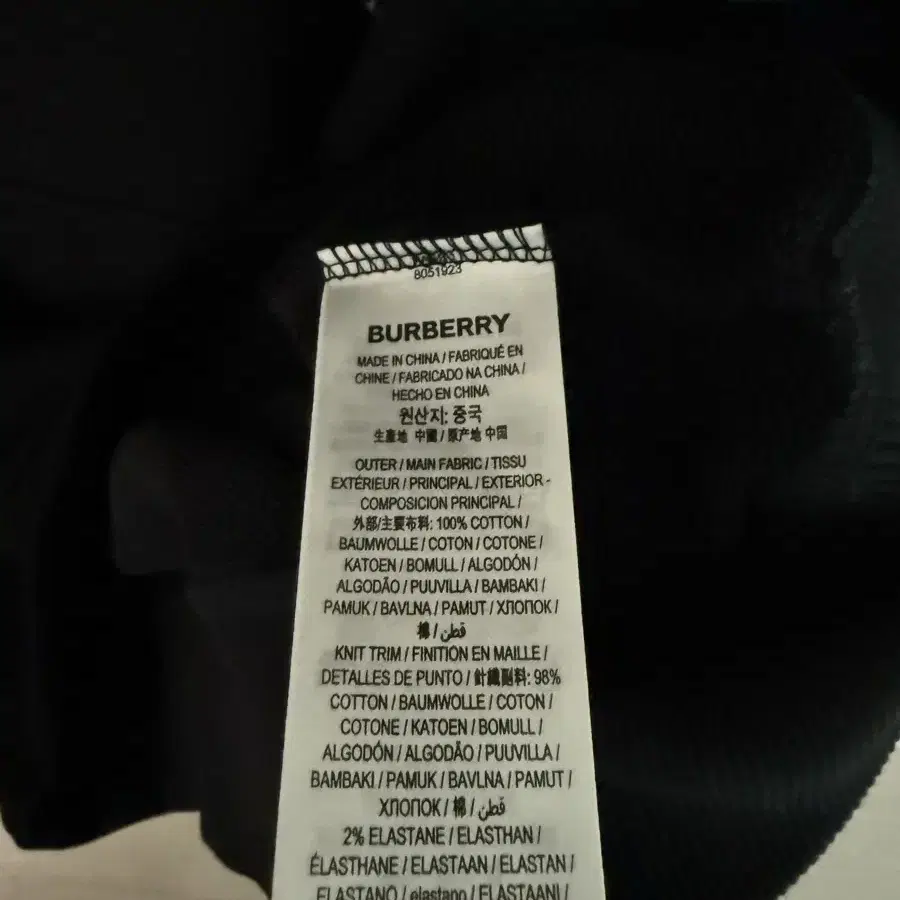 8051923
BURBERRY
MADE IN CHINA / FABRIQUÉ EN
CHINE / FABRICADO NA CHINA /
HECHO EN CHINA
원산지: 중국
生產地 中國 / 原产地 中国
OUTER / MAIN FABRIC / TISSU
EXTÉRIEUR / PRINCIPAL / EXTERIOR -
COMPOSICION PRINCIPAL /
外部/主要布料: 100% COTTON /
BAUMWOLLE / COTON / COTONE /
KATOEN / BOMULL / ALGODÓN /
ALGODÃO / PUUVILLA / BAMBAKI /
PAMUK / BAVLNA / PAMUT / ХЛОПОК /
棉 / قطن
KNIT TRIM / FINITION EN MAILLE /
DETALLES DE PUNTO / 針織副料: 98%
COTTON / BAUMWOLLE / COTON /
COTONE / KATOEN / BOMULL /
ALGODÓN / ALGODÃO / PUUVILLA /
BAMBAKI / PAMUK / BAVLNA / PAMUT /
ХЛОПОК / 棉 / قطن
2% ELASTANE / ELASTHAN /
ÉLASTHANE / ELASTAAN / ELASTAN /
ELASTANO / elastano / ELASTAANI /